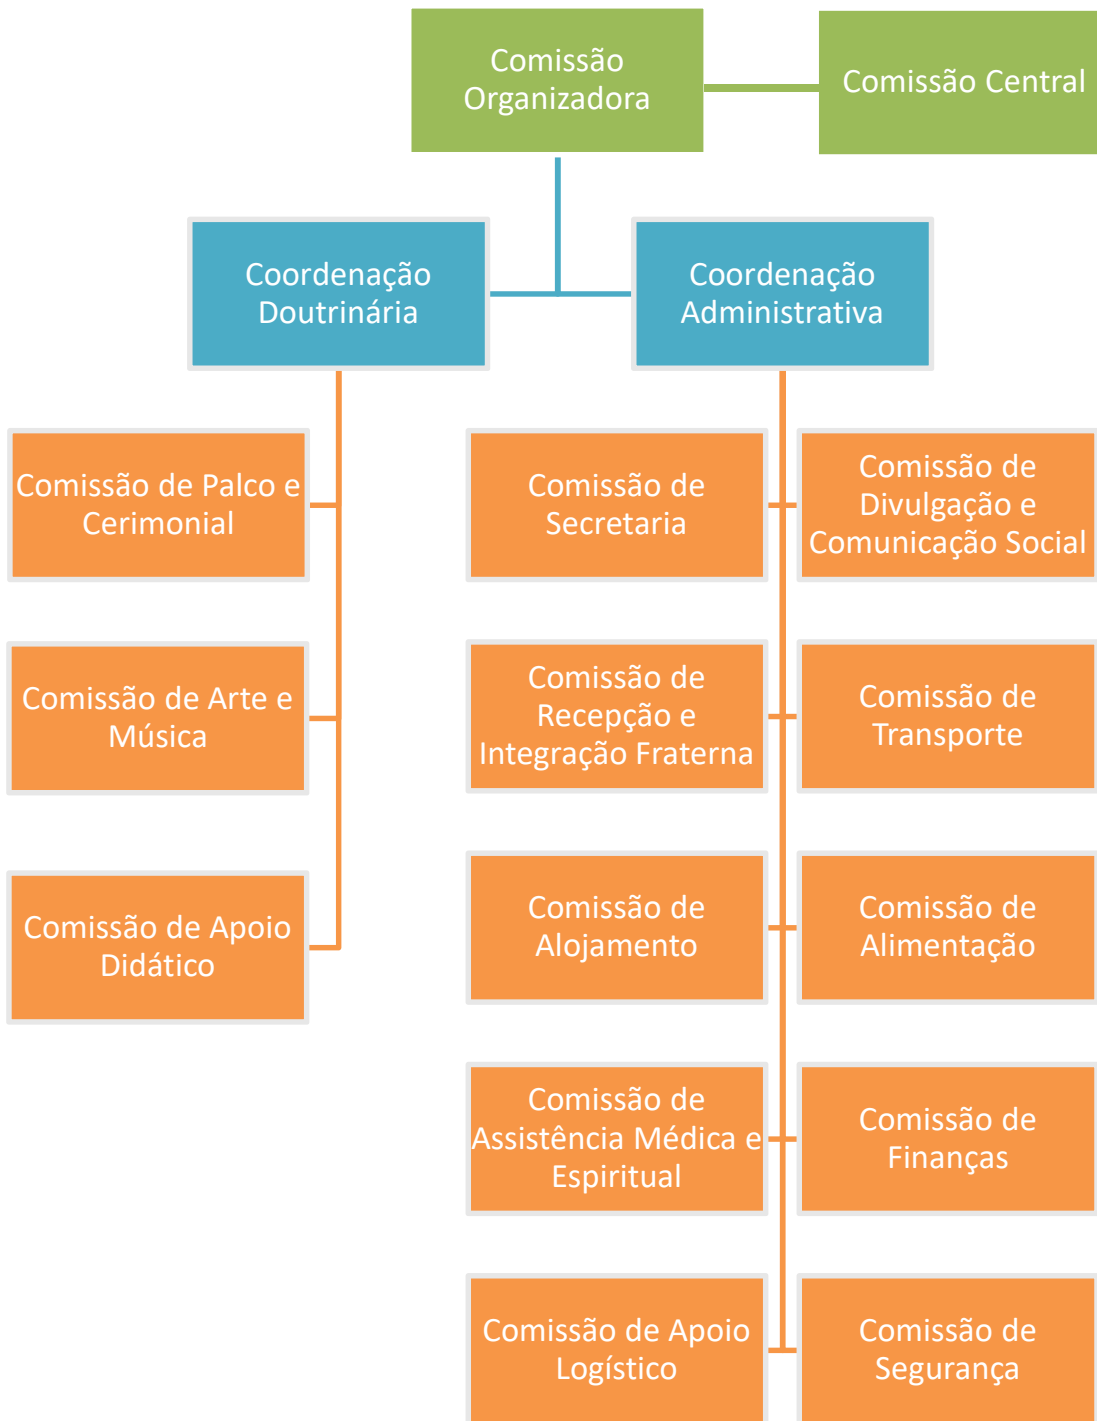 Comissão
Organizadora
Comissão Central
Coordenação
Doutrinária
Coordenação
Administrativa
Comissão de Palco e
Cerimonial
Comissão de
Secretaria
Comissão de
Divulgação e
Comunicação Social
Comissão de Arte e
Música
Comissão de
Recepção e
Integração Fraterna
Comissão de
Transporte
Comissão de Apoio
Didático
Comissão de
Alojamento
Comissão de
Alimentação
Comissão de
Assistência Médica e
Espiritual
Comissão de
Finanças
Comissão de Apoio
Logístico
Comissão de
Segurança